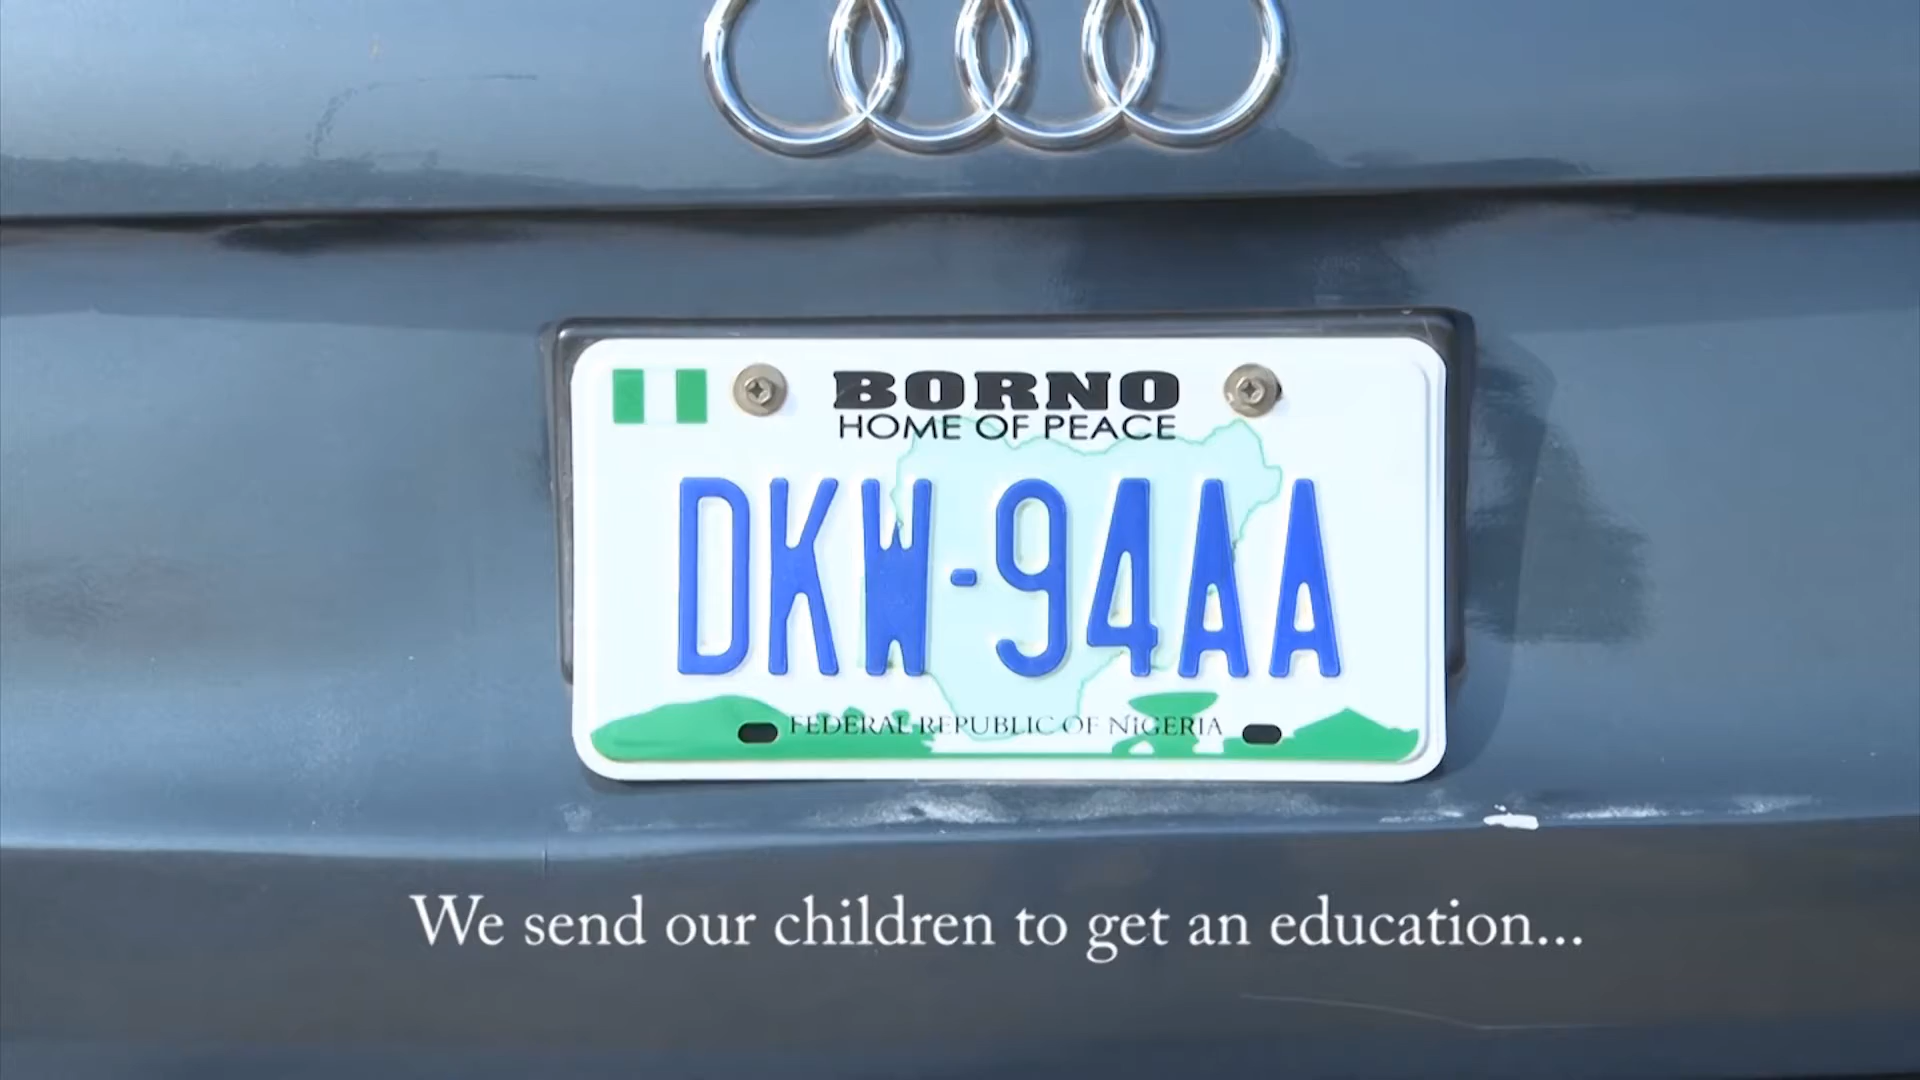 BORNO
HOME OF PEACE
DKW-94AA
FEDERAL REPUBLIC OF NIGERIA
We send our children to get an education...